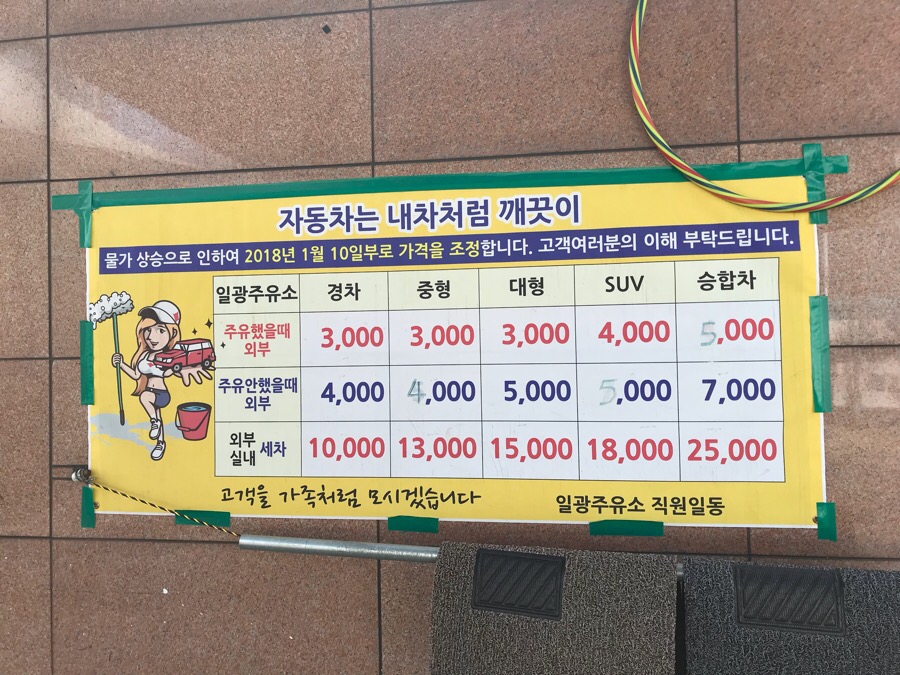 자동차는 내차처럼 깨끗이
물가 상승으로 인하여 2018년 1월 10일부로 가격을 조정합니다. 고객여러분의 이해 부탁드립니다.
일광주유소 경차 중형 대형 SUV 승합차
주유했을때 외부 3,000 3,000 3,000 4,000 5,000
주유안했을때 외부 4,000 4,000 5,000 5,000 7,000
외부 실내 세차 10,000 13,000 15,000 18,000 25,000
고객을 가족처럼 모시겠습니다 일광주유소 직원일동